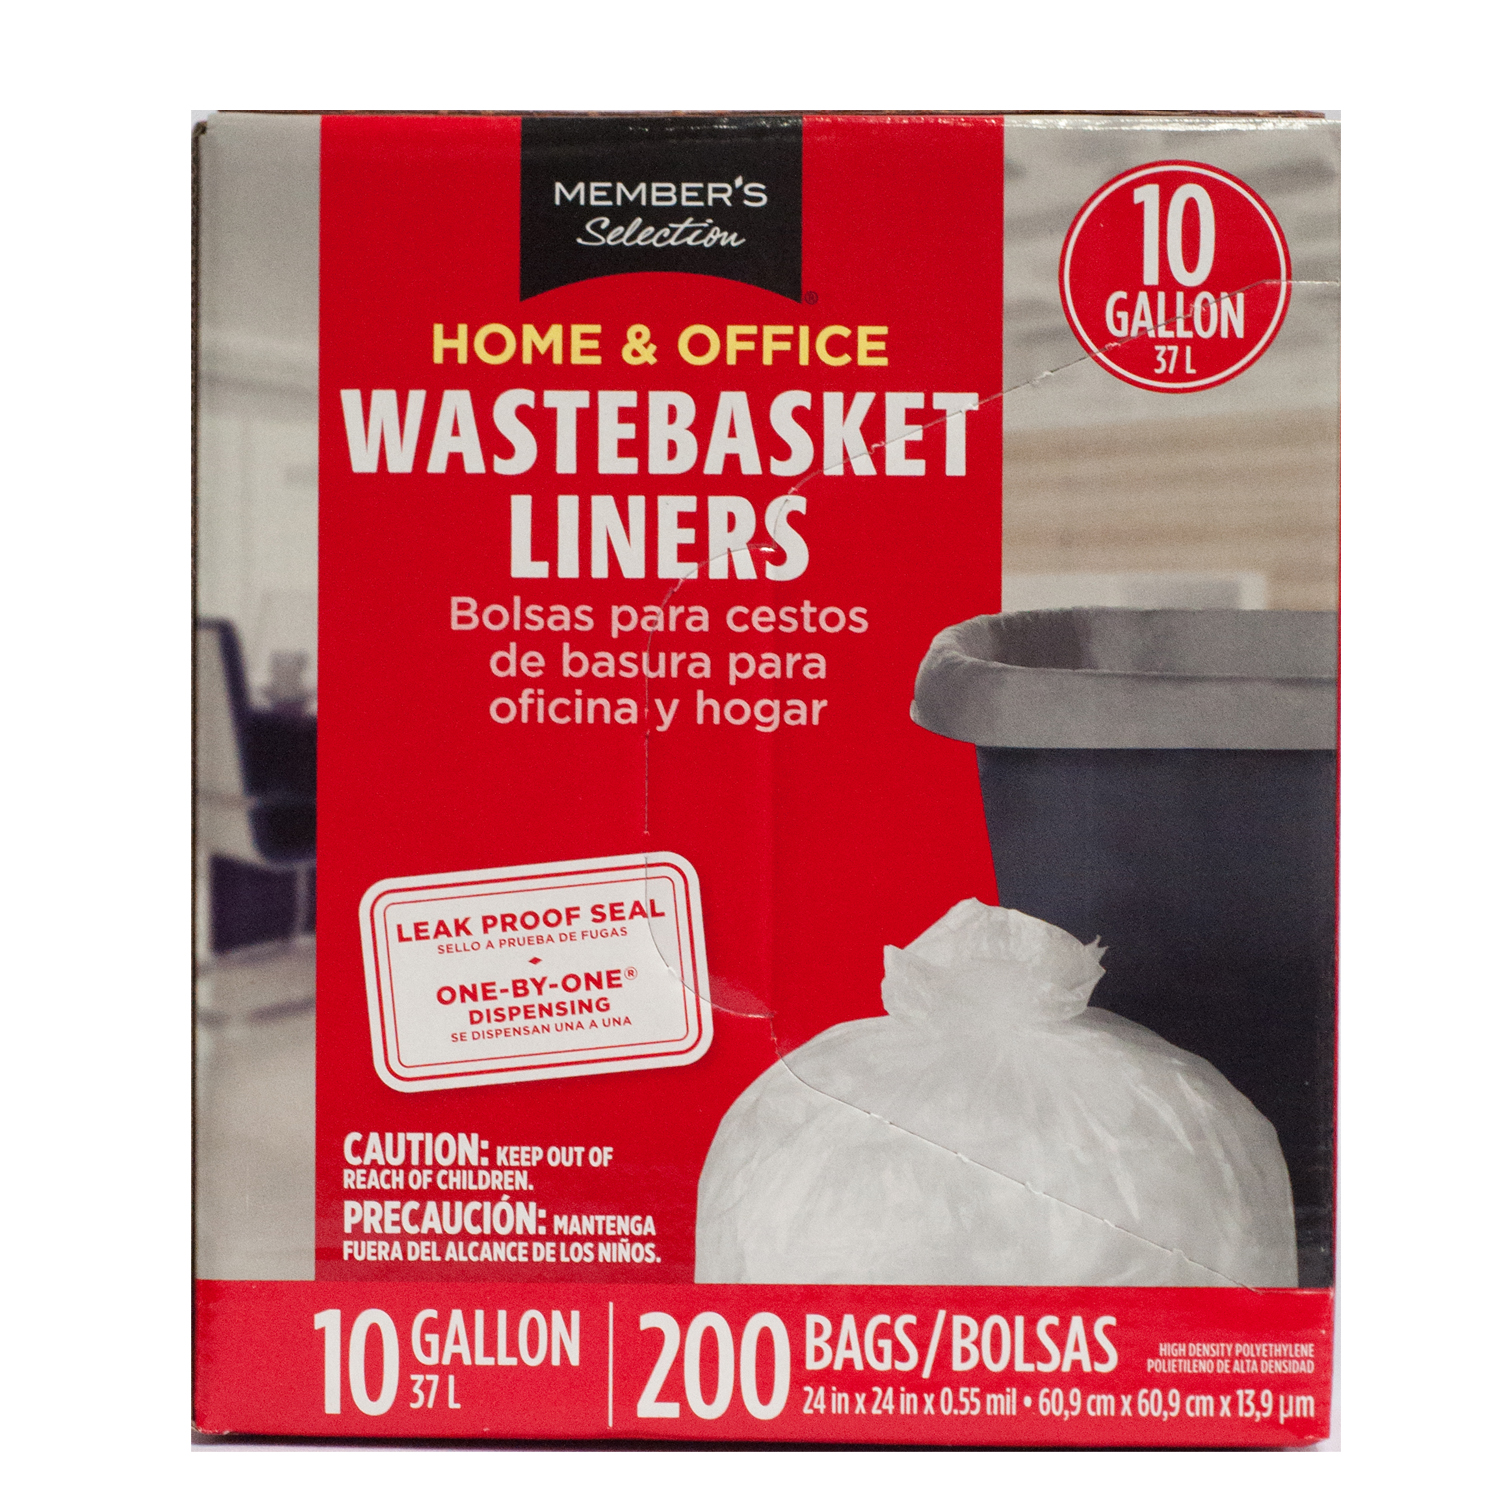 MEMBER'S
Selection
®
10
GALLON
37 L
HOME & OFFICE
WASTEBASKET
LINERS
Bolsas para cestos
de basura para
oficina y hogar
LEAK PROOF SEAL
SELLO A PRUEBA DE FUGAS
ONE-BY-ONE®
DISPENSING
SE DISPENSAN UNA A UNA
CAUTION: KEEP OUT OF
REACH OF CHILDREN.
PRECAUCIÓN: MANTENGA
FUERA DEL ALCANCE DE LOS NIÑOS.
10 GALLON
37 L
200 BAGS/BOLSAS
24 in x 24 in x 0.55 mil • 60,9 cm x 60,9 cm x 13,9 µm
HIGH DENSITY POLYETHYLENE
POLIETILENO DE ALTA DENSIDAD